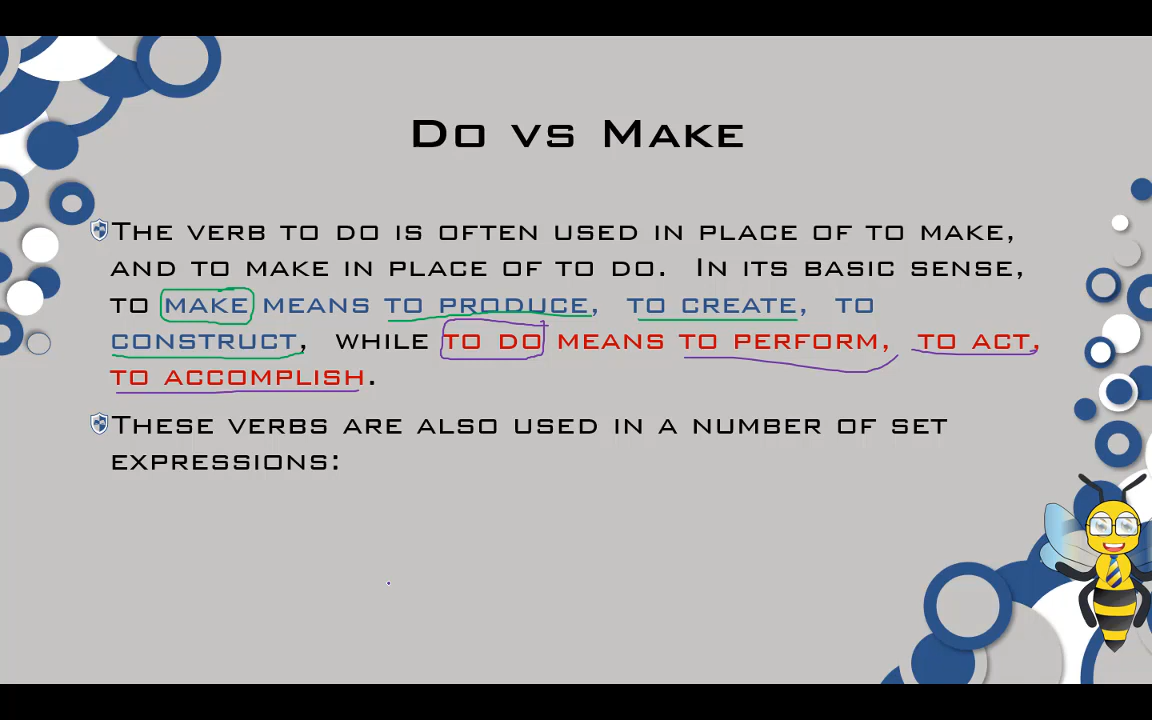 Do vs Make
The verb to do is often used in place of to make,
and to make in place of to do. In its basic sense,
to make means to produce, to create, to
construct, while to do means to perform, to act,
to accomplish.
These verbs are also used in a number of set
expressions: